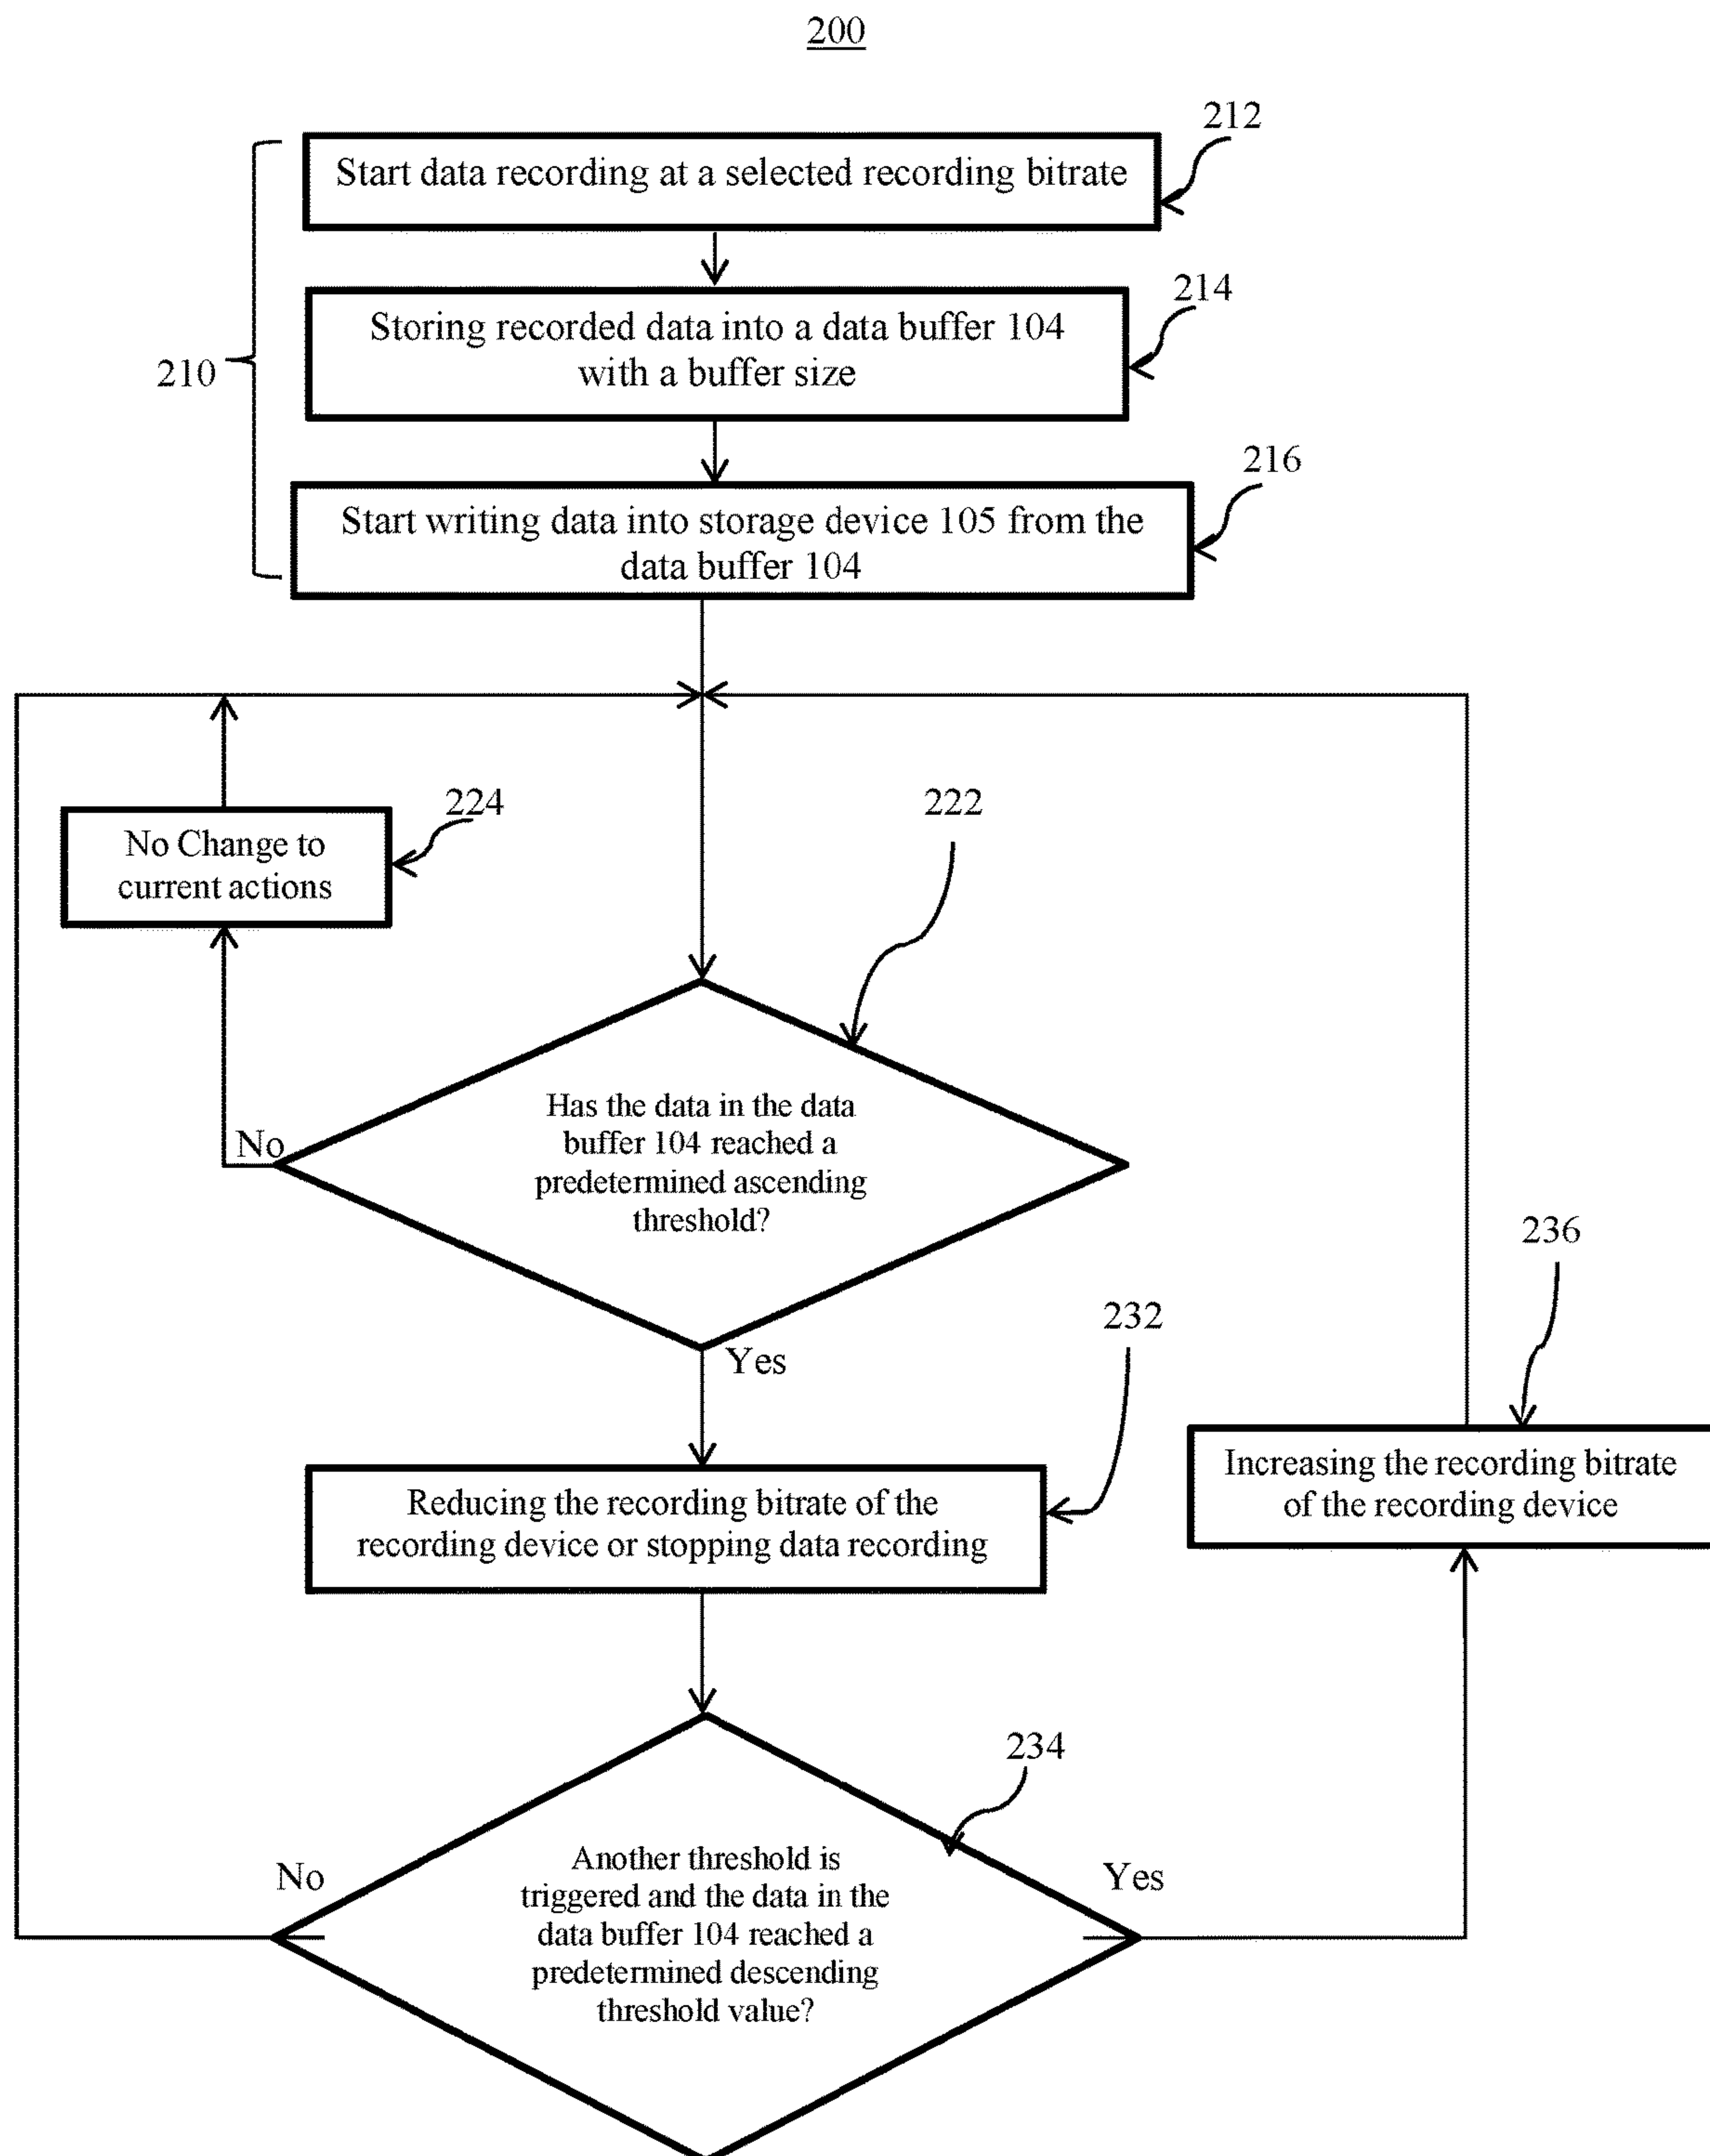 200
212
Start data recording at a selected recording bitrate
214
Storing recorded data into a data buffer 104
with a buffer size
210
216
Start writing data into storage device 105 from the
data buffer 104
224
222
No Change to
current actions
Has the data in the data
buffer 104 reached a
predetermined ascending
threshold?
No
236
232
Yes
Increasing the recording bitrate
of the recording device
Reducing the recording bitrate of the
recording device or stopping data recording
234
Another threshold is
triggered and the data in the
data buffer 104 reached a
predetermined descending
threshold value?
No
Yes